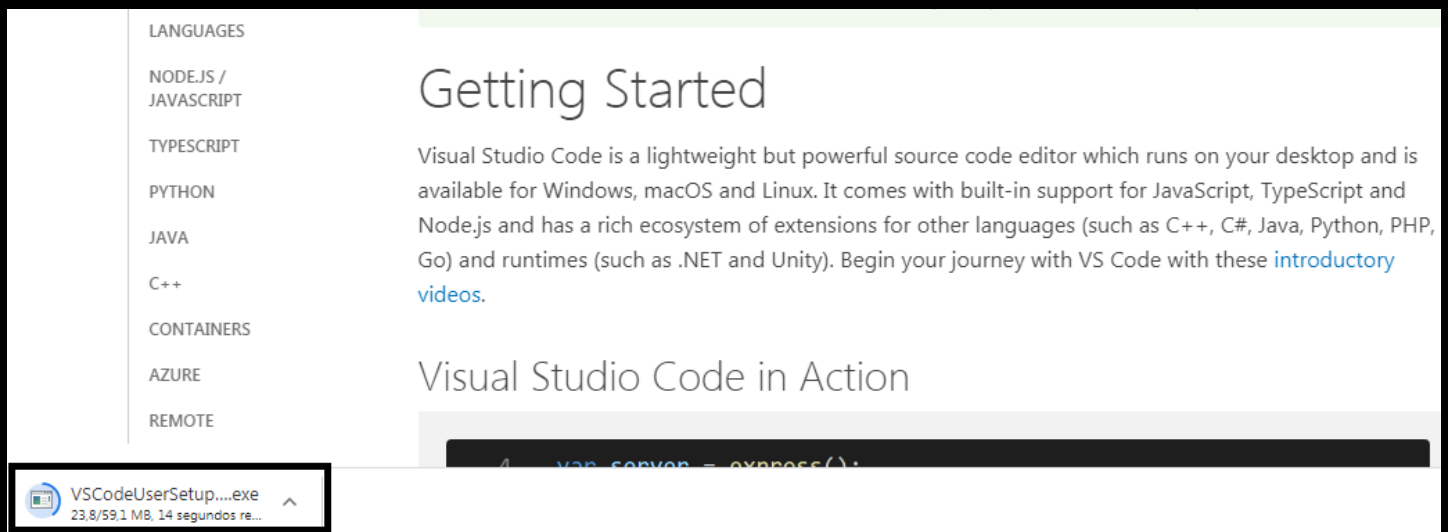 LANGUAGES
NODE.JS /
JAVASCRIPT
TYPESCRIPT
PYTHON
JAVA
C++
CONTAINERS
AZURE
REMOTE
Getting Started
Visual Studio Code is a lightweight but powerful source code editor which runs on your desktop and is
available for Windows, macOS and Linux. It comes with built-in support for JavaScript, TypeScript and
Node.js and has a rich ecosystem of extensions for other languages (such as C++, C#, Java, Python, PHP,
Go) and runtimes (such as .NET and Unity). Begin your journey with VS Code with these introductory
videos.
Visual Studio Code in Action
4 var server = express();
VSCodeUserSetup....exe
23,8/59,1 MB, 14 segundos re...